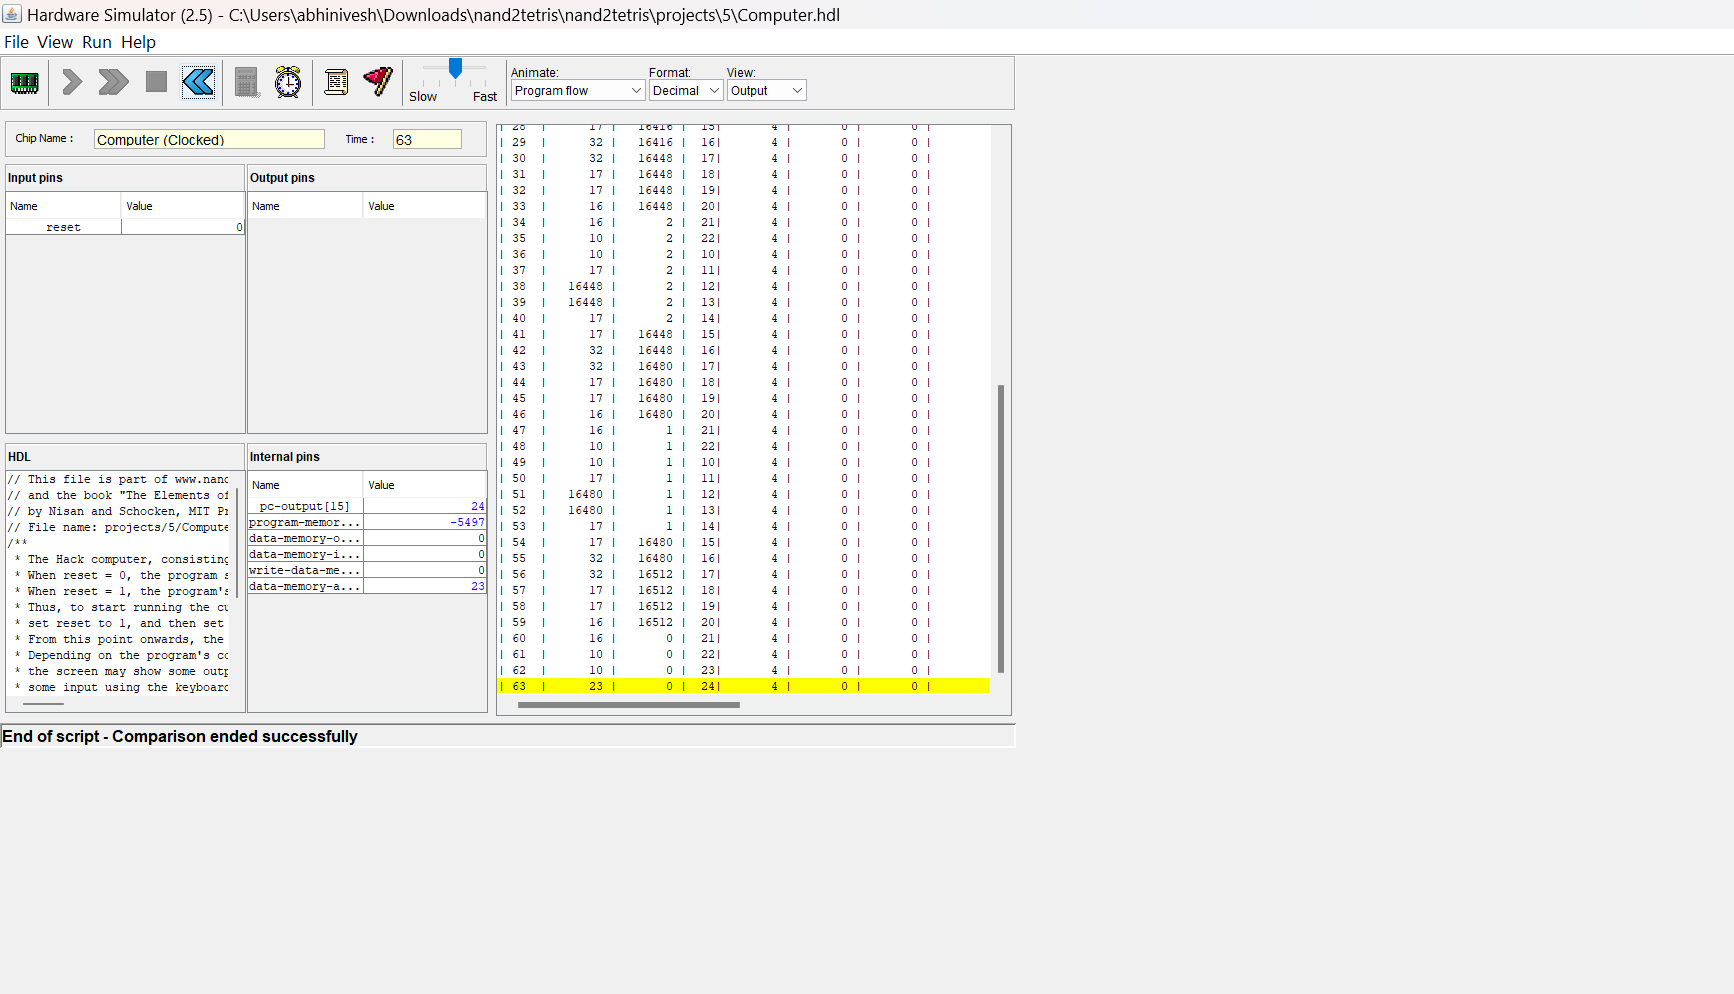 Hardware Simulator (2.5) - C:\Users\abhinivesh\Downloads\nand2tetris\nand2tetris\projects\5\Computer.hdl
File View Run Help
Slow Fast
Animate: Format: View:
Program flow Decimal Output
Chip Name : Computer (Clocked) Time : 63
Input pins
Name Value
reset 0
Output pins
Name Value
HDL
// This file is part of www.nand
// and the book "The Elements of
// by Nisan and Schocken, MIT Pr
// File name: projects/5/Compute
/**
* The Hack computer, consisting
* When reset = 0, the program s
* When reset = 1, the program's
* Thus, to start running the cu
* set reset to 1, and then set
* From this point onwards, the
* Depending on the program's co
* the screen may show some outp
* some input using the keyboard
Internal pins
Name Value
pc-output[15] 24
program-memor... -5497
data-memory-o... 0
data-memory-i... 0
write-data-me... 0
data-memory-a... 23
| 28 | 17 | 16416 | 15| 4 | 0 | 0 |
| 29 | 32 | 16416 | 16| 4 | 0 | 0 |
| 30 | 32 | 16448 | 17| 4 | 0 | 0 |
| 31 | 17 | 16448 | 18| 4 | 0 | 0 |
| 32 | 17 | 16448 | 19| 4 | 0 | 0 |
| 33 | 16 | 16448 | 20| 4 | 0 | 0 |
| 34 | 16 | 2 | 21| 4 | 0 | 0 |
| 35 | 10 | 2 | 22| 4 | 0 | 0 |
| 36 | 10 | 2 | 10| 4 | 0 | 0 |
| 37 | 17 | 2 | 11| 4 | 0 | 0 |
| 38 | 16448 | 2 | 12| 4 | 0 | 0 |
| 39 | 16448 | 2 | 13| 4 | 0 | 0 |
| 40 | 17 | 2 | 14| 4 | 0 | 0 |
| 41 | 17 | 16448 | 15| 4 | 0 | 0 |
| 42 | 32 | 16448 | 16| 4 | 0 | 0 |
| 43 | 32 | 16480 | 17| 4 | 0 | 0 |
| 44 | 17 | 16480 | 18| 4 | 0 | 0 |
| 45 | 17 | 16480 | 19| 4 | 0 | 0 |
| 46 | 16 | 16480 | 20| 4 | 0 | 0 |
| 47 | 16 | 1 | 21| 4 | 0 | 0 |
| 48 | 10 | 1 | 22| 4 | 0 | 0 |
| 49 | 10 | 1 | 10| 4 | 0 | 0 |
| 50 | 17 | 1 | 11| 4 | 0 | 0 |
| 51 | 16480 | 1 | 12| 4 | 0 | 0 |
| 52 | 16480 | 1 | 13| 4 | 0 | 0 |
| 53 | 17 | 1 | 14| 4 | 0 | 0 |
| 54 | 17 | 16480 | 15| 4 | 0 | 0 |
| 55 | 32 | 16480 | 16| 4 | 0 | 0 |
| 56 | 32 | 16512 | 17| 4 | 0 | 0 |
| 57 | 17 | 16512 | 18| 4 | 0 | 0 |
| 58 | 17 | 16512 | 19| 4 | 0 | 0 |
| 59 | 16 | 16512 | 20| 4 | 0 | 0 |
| 60 | 16 | 0 | 21| 4 | 0 | 0 |
| 61 | 10 | 0 | 22| 4 | 0 | 0 |
| 62 | 10 | 0 | 23| 4 | 0 | 0 |
| 63 | 23 | 0 | 24| 4 | 0 | 0 |
End of script - Comparison ended successfully